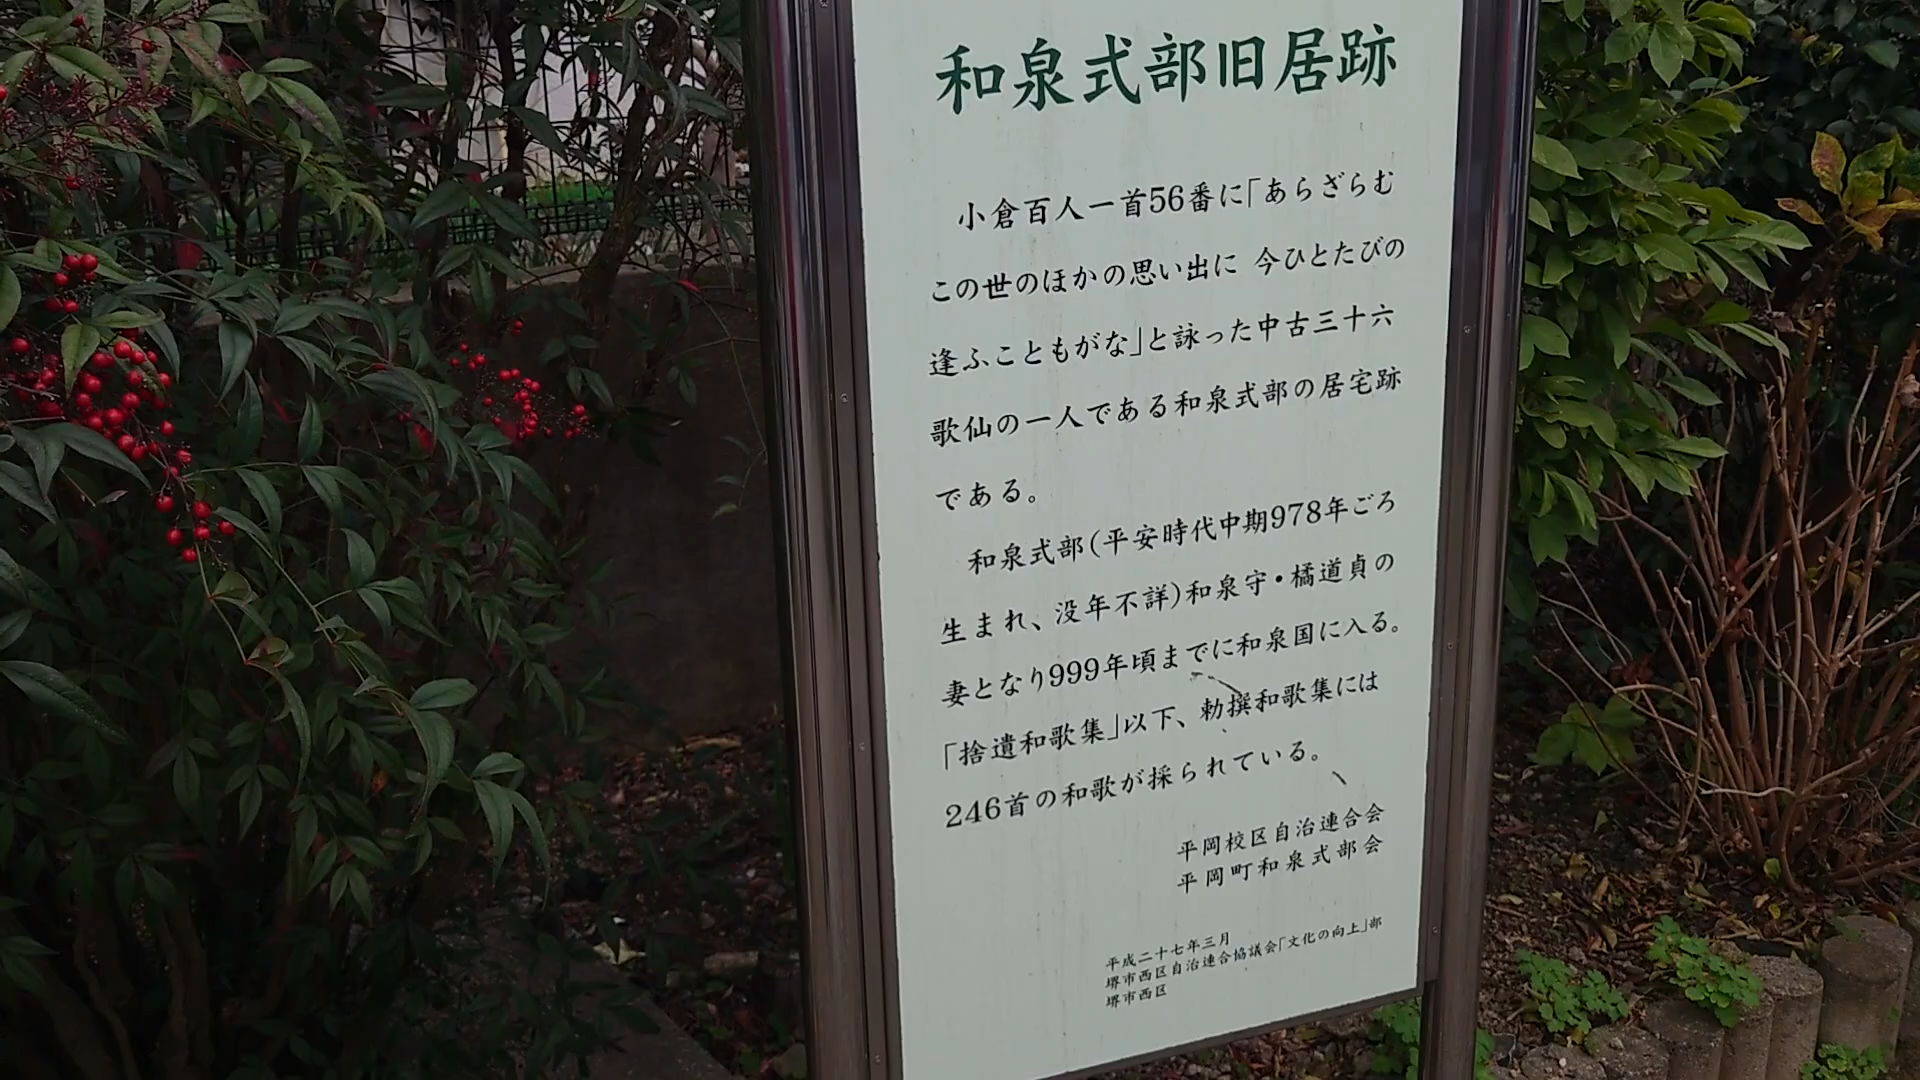 和泉式部旧居跡
小倉百人一首56番に｢あらざらむ
この世のほかの思い出に 今ひとたびの
逢ふこともがな｣と詠った中古三十六
歌仙の一人である和泉式部の居宅跡
である。
和泉式部(平安時代中期978年ごろ
生まれ、没年不詳)和泉守・橘道貞の
妻となり999年頃までに和泉国に入る。
｢捨遺和歌集｣以下、勅撰和歌集には
246首の和歌が採られている。
平岡校区自治連合会
平岡町和泉式部会
平成二十七年三月
堺市西区自治連合協議会｢文化の向上｣部
堺市西区